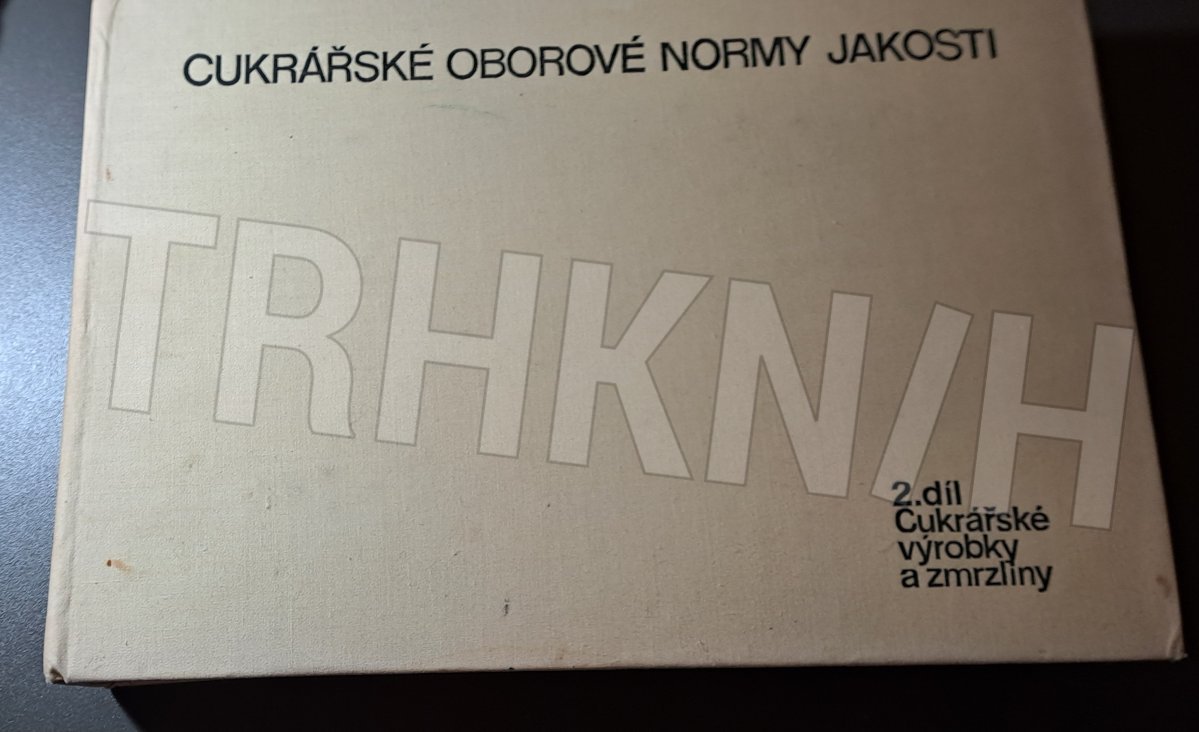 CUKRÁŘSKÉ OBOROVÉ NORMY JAKOSTI
TRHKN/H
2.díl
Cukrářské
výrobky
a zmrzliny